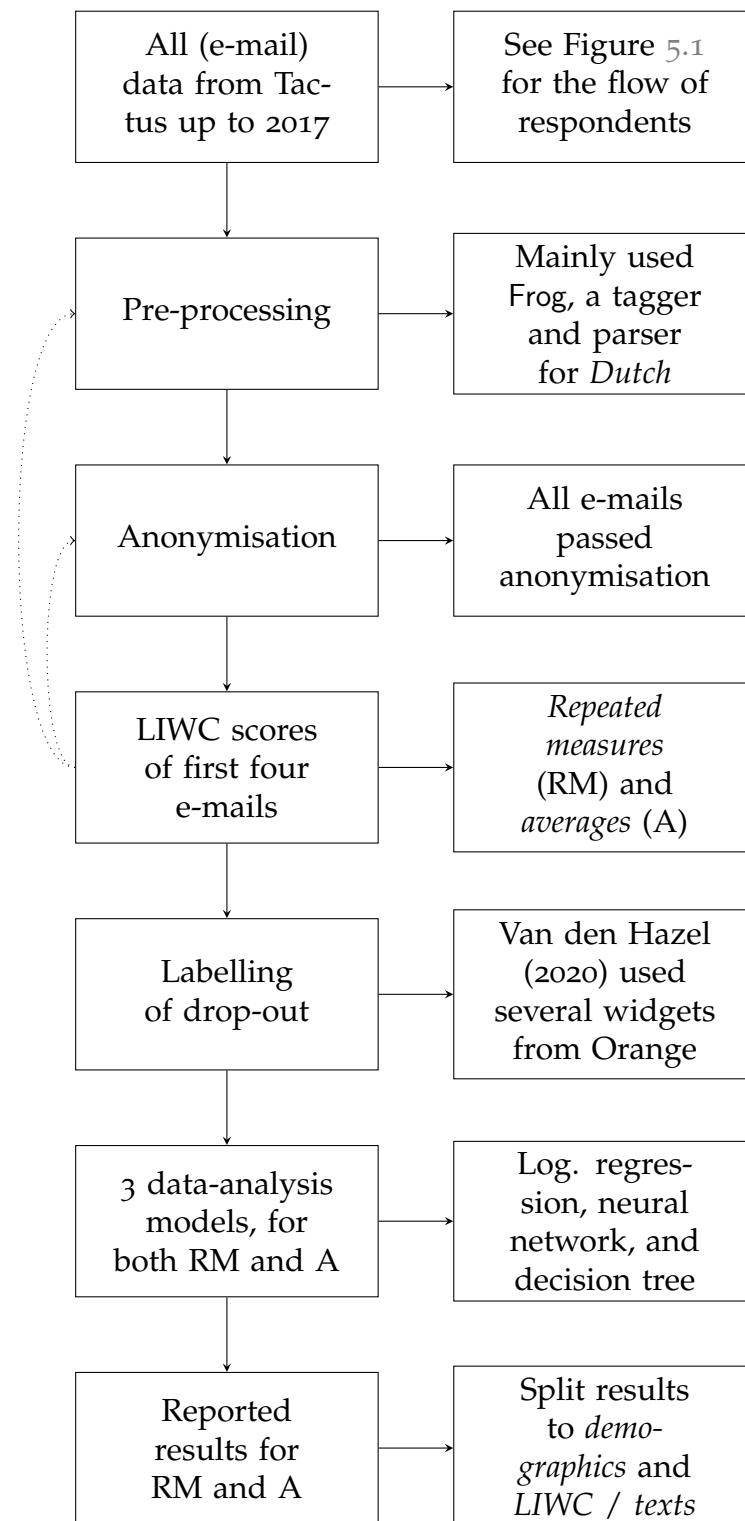 All (e-mail)
data from Tac-
tus up to 2017
See Figure 5.1
for the flow of
respondents
Pre-processing
Mainly used
Frog, a tagger
and parser
for Dutch
Anonymisation
All e-mails
passed
anonymisation
LIWC scores
of first four
e-mails
Repeated
measures
(RM) and
averages (A)
Labelling
of drop-out
Van den Hazel
(2020) used
several widgets
from Orange
3 data-analysis
models, for
both RM and A
Log. regres-
sion, neural
network, and
decision tree
Reported
results for
RM and A
Split results
to demo-
graphics and
LIWC / texts